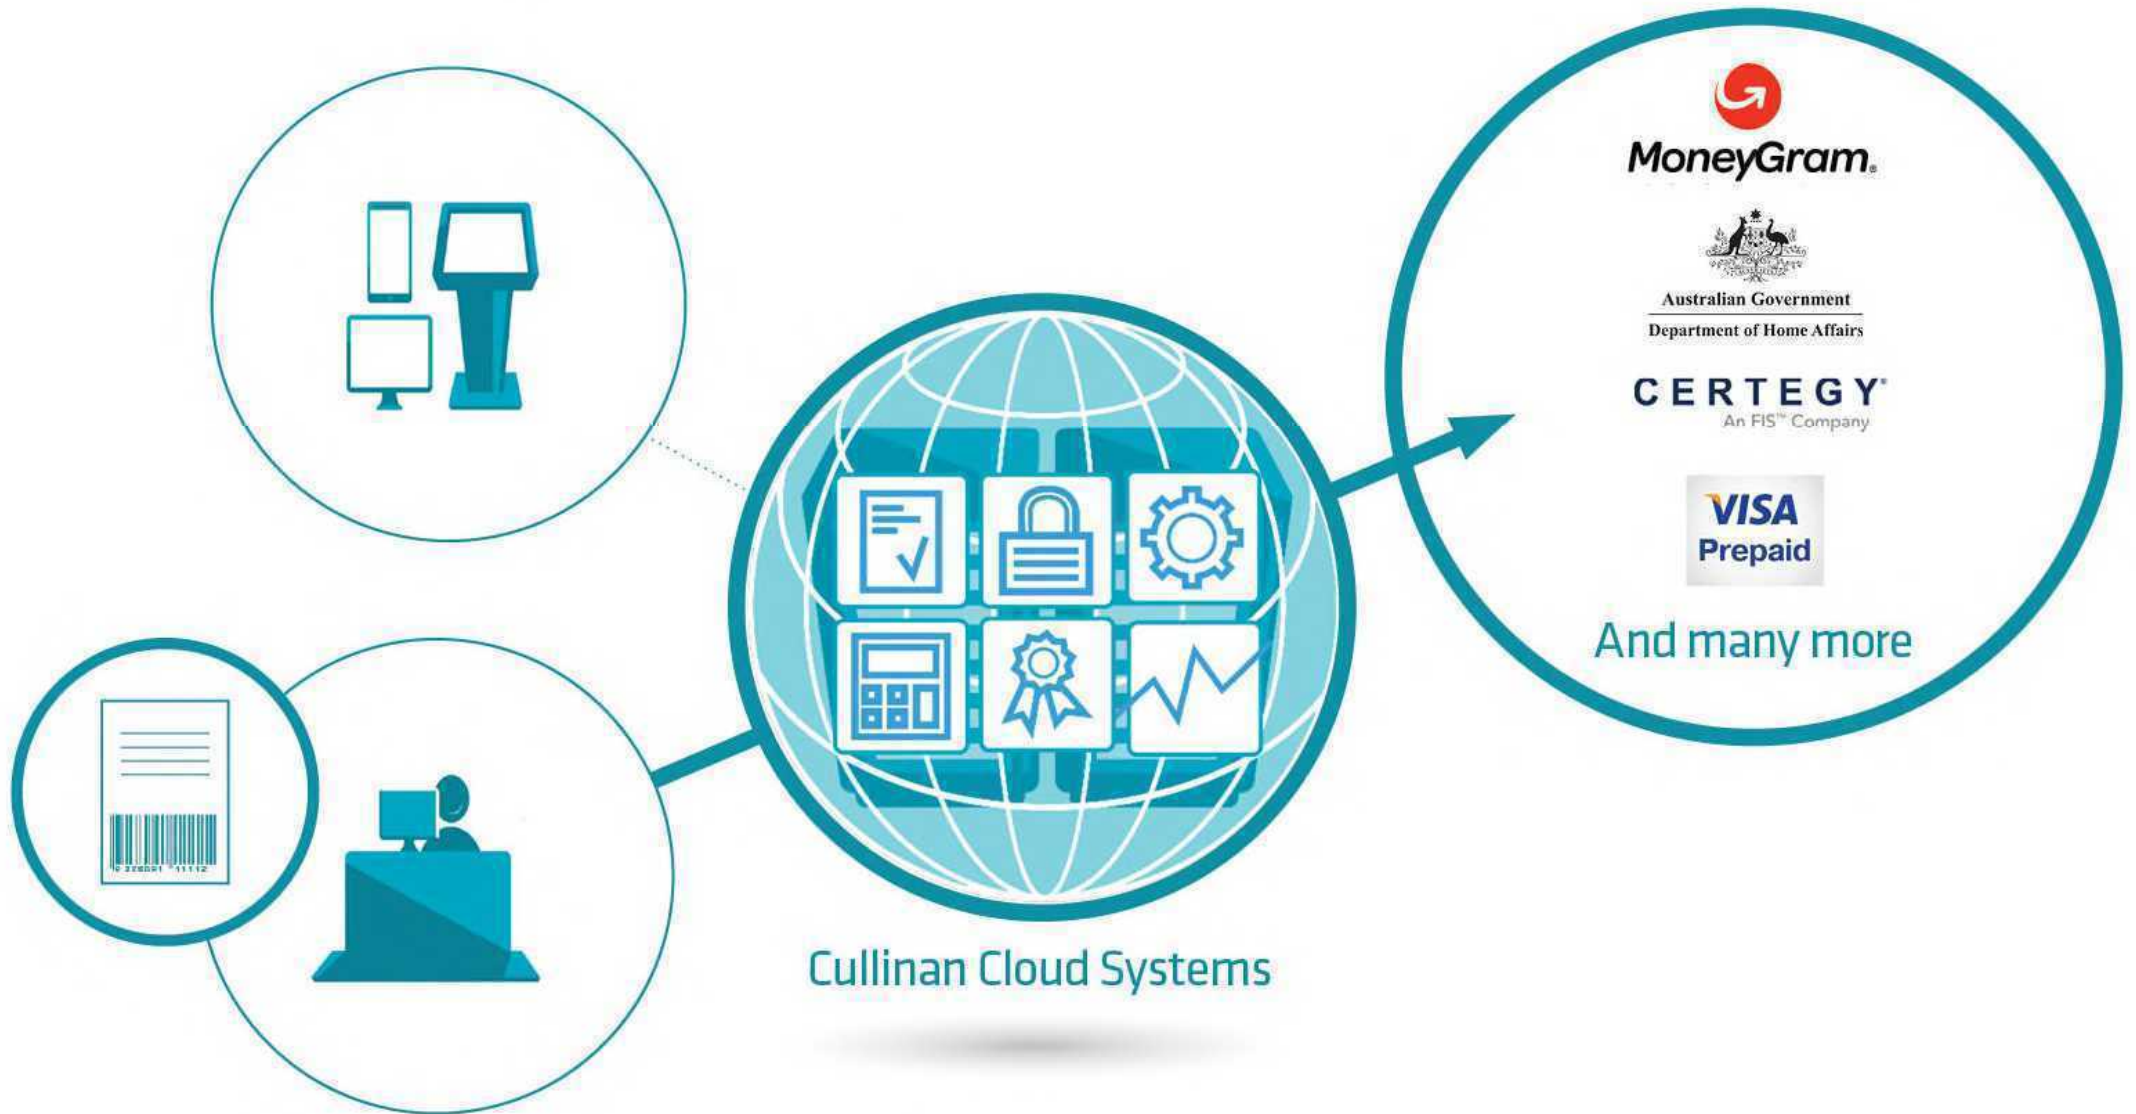 MoneyGram®
Australian Government
Department of Home Affairs
CERTEGY®
An FIS™ Company
VISA
Prepaid
And many more
Cullinan Cloud Systems